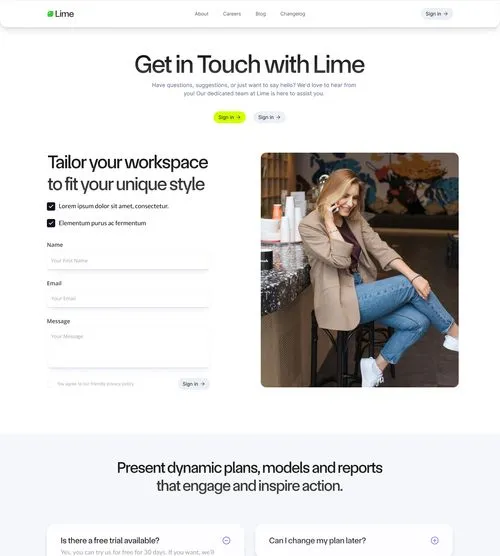 Lime
About Careers Blog Changelog
Sign in →
Get in Touch with Lime
Have questions, suggestions, or just want to say hello? We'd love to hear from
you! Our dedicated team at Lime is here to assist you.
Sign in → Sign in →
Tailor your workspace
to fit your unique style
Lorem ipsum dolor sit amet, consectetur.
Elementum purus ac fermentum
Name
Your First Name
Email
Your Email
Message
Your Message
You agree to our friendly privacy policy.
Sign in →
Present dynamic plans, models and reports
that engage and inspire action.
Is there a free trial available?
Yes, you can try us for free for 30 days. If you want, we'll
Can I change my plan later?